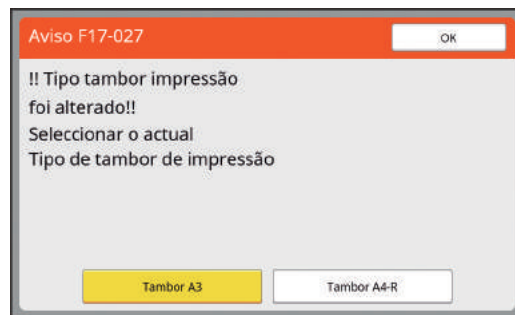 Aviso F17-027
OK
!! Tipo tambor impressão
foi alterado!!
Seleccionar o actual
Tipo de tambor de impressão
Tambor A3
Tambor A4-R